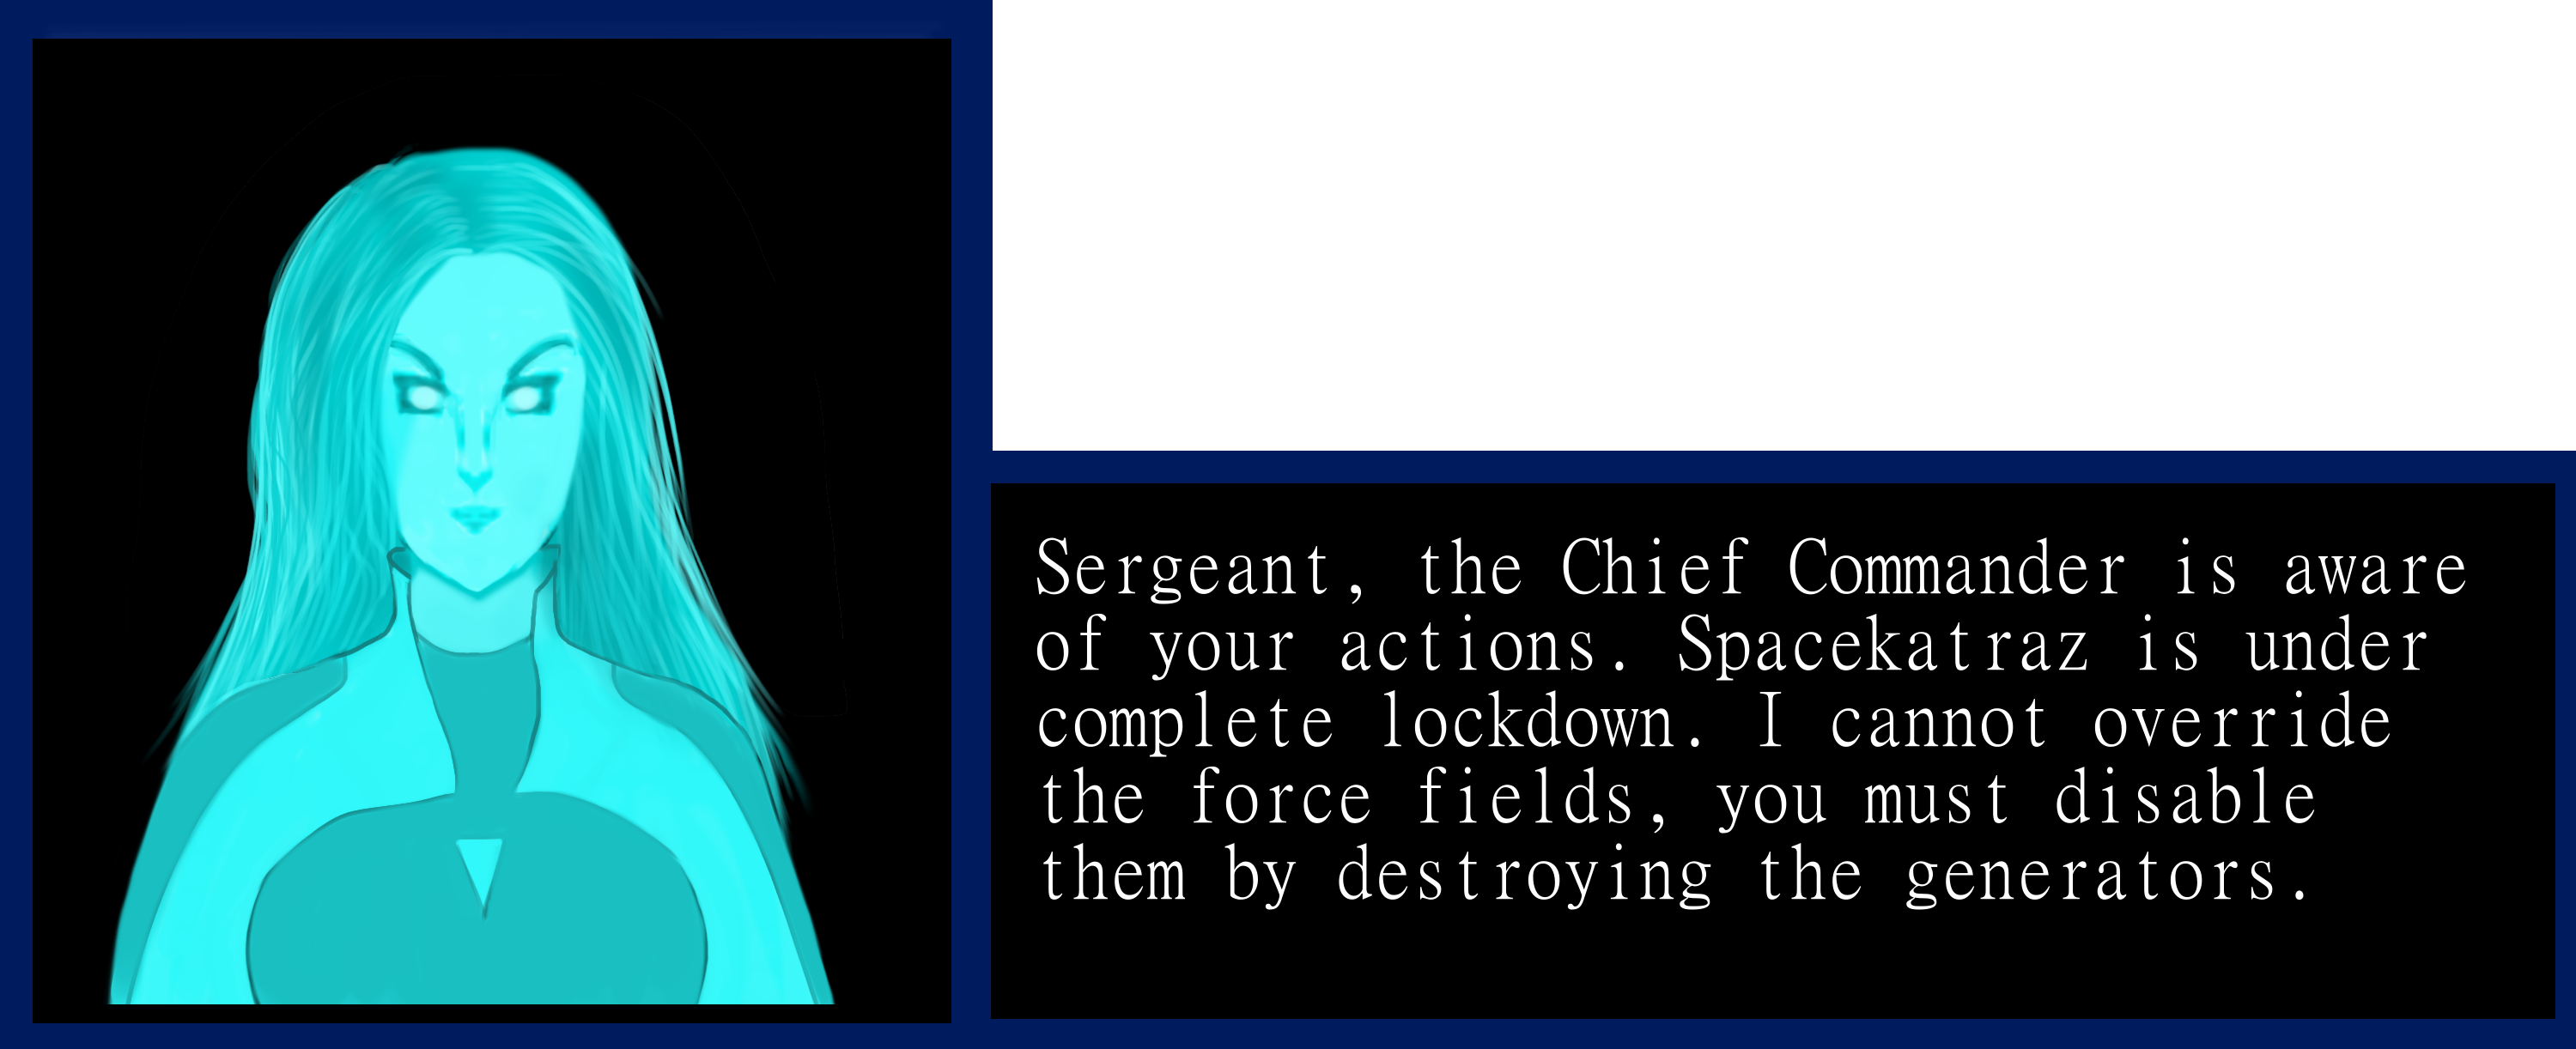 Sergeant, the Chief Commander is aware
of your actions. Spacekatraz is under
complete lockdown. I cannot override
the force fields, you must disable
them by destroying the generators.